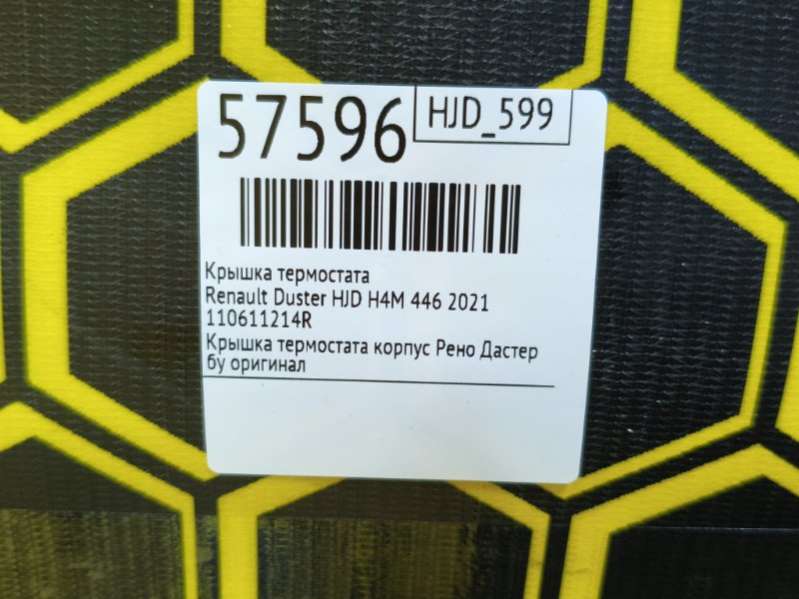 57596 HJD_599
Крышка термостата
Renault Duster HJD H4M 446 2021
110611214R
Крышка термостата корпус Рено Дастер
бу оригинал